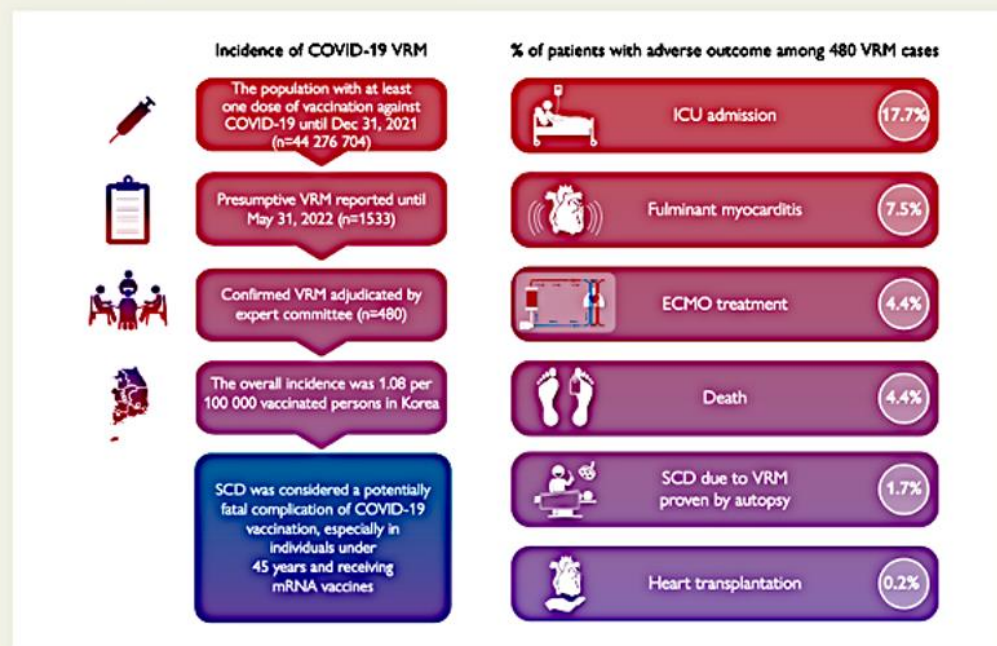 Incidence of COVID-19 VRM
The population with at least
one dose of vaccination against
COVID-19 until Dec 31, 2021
(n=44 276 704)
Presumptive VRM reported until
May 31, 2022 (n=1533)
Confirmed VRM adjudicated by
expert committee (n=480)
The overall incidence was 1.08 per
100 000 vaccinated persons in Korea
SCD was considered a potentially
fatal complication of COVID-19
vaccination, especially in
individuals under
45 years and receiving
mRNA vaccines
% of patients with adverse outcome among 480 VRM cases
ICU admission
17.7%
Fulminant myocarditis
7.5%
ECMO treatment
4.4%
Death
4.4%
SCD due to VRM
proven by autopsy
1.7%
Heart transplantation
0.2%